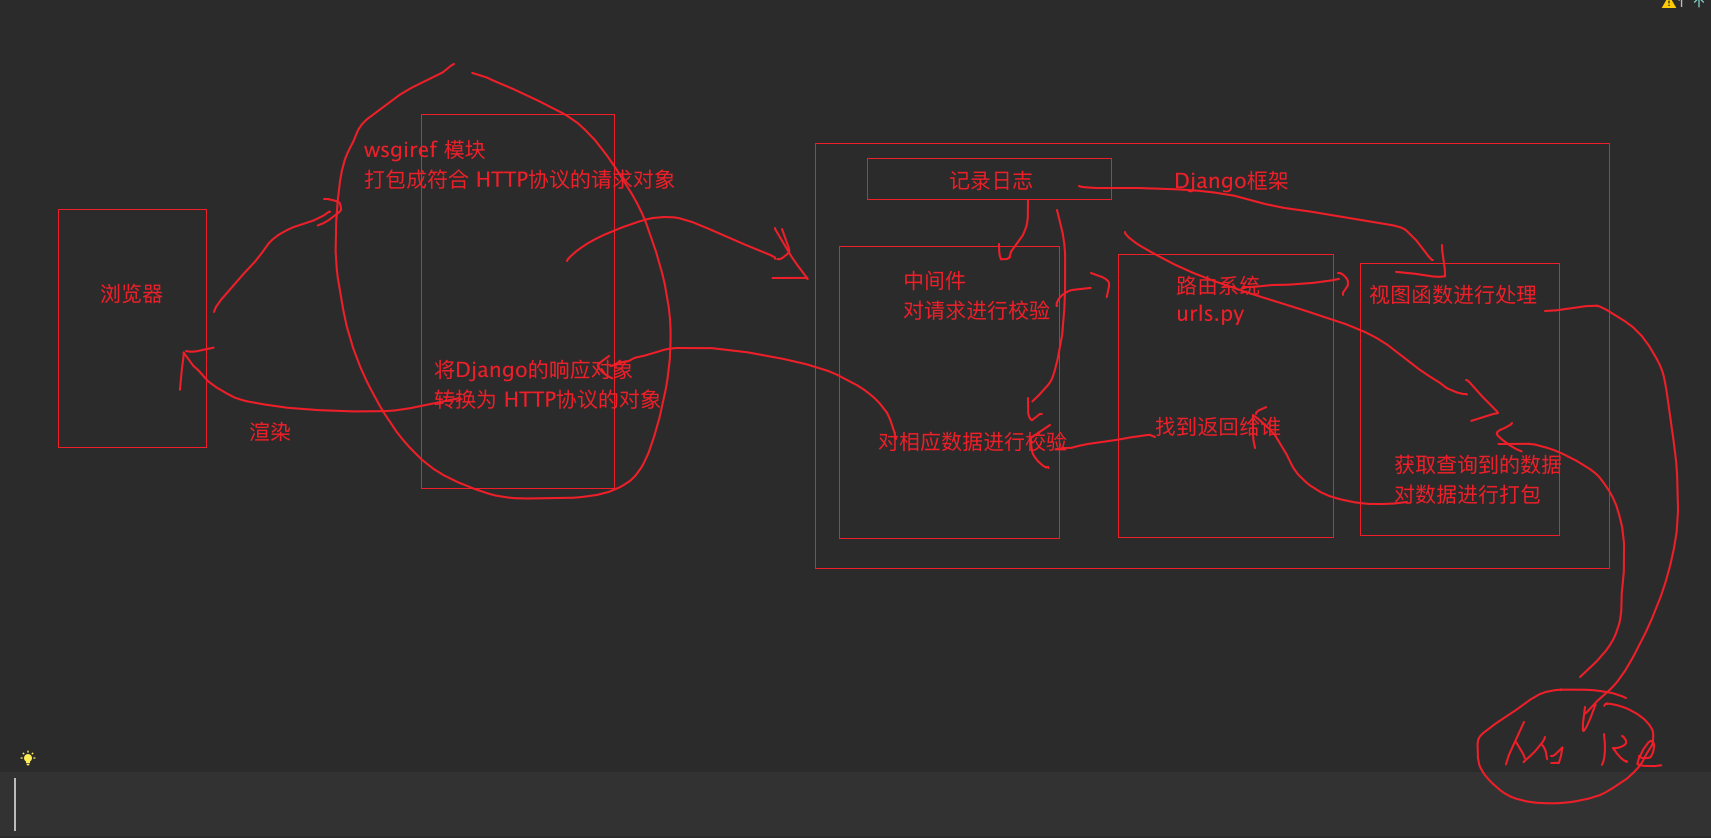 浏览器
wsgiref 模块
打包成符合 HTTP协议的请求对象
将Django的响应对象
转换为 HTTP协议的对象
渲染
记录日志
Django框架
中间件
对请求进行校验
对相应数据进行校验
路由系统
urls.py
找到返回给谁
视图函数进行处理
获取查询到的数据
对数据进行打包
1